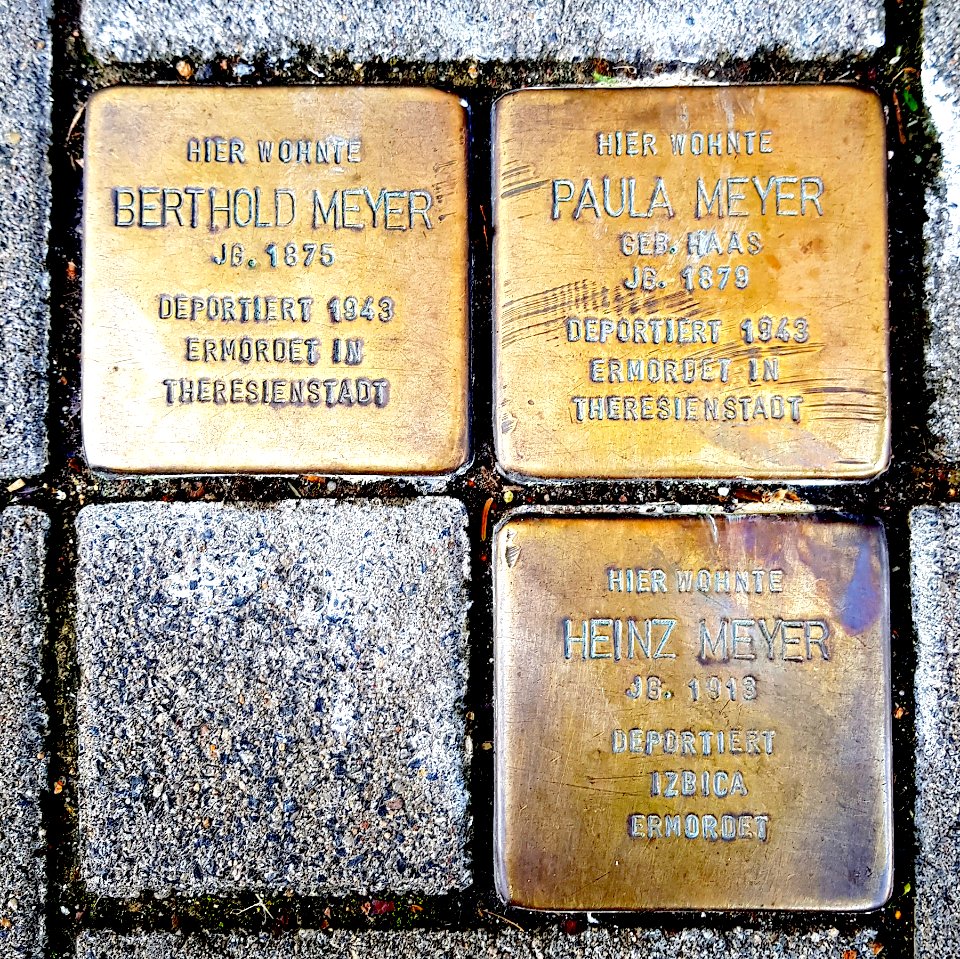 HIER WOHNTE
BERTHOLD MEYER
JG. 1875
DEPORTIERT 1943
ERMORDET IN
THERESIENSTADT
HIER WOHNTE
PAULA MEYER
GEB. HAAS
JG. 1879
DEPORTIERT 1943
ERMORDET IN
THERESIENSTADT
HIER WOHNTE
HEINZ MEYER
JG. 1913
DEPORTIERT
IZBICA
ERMORDET